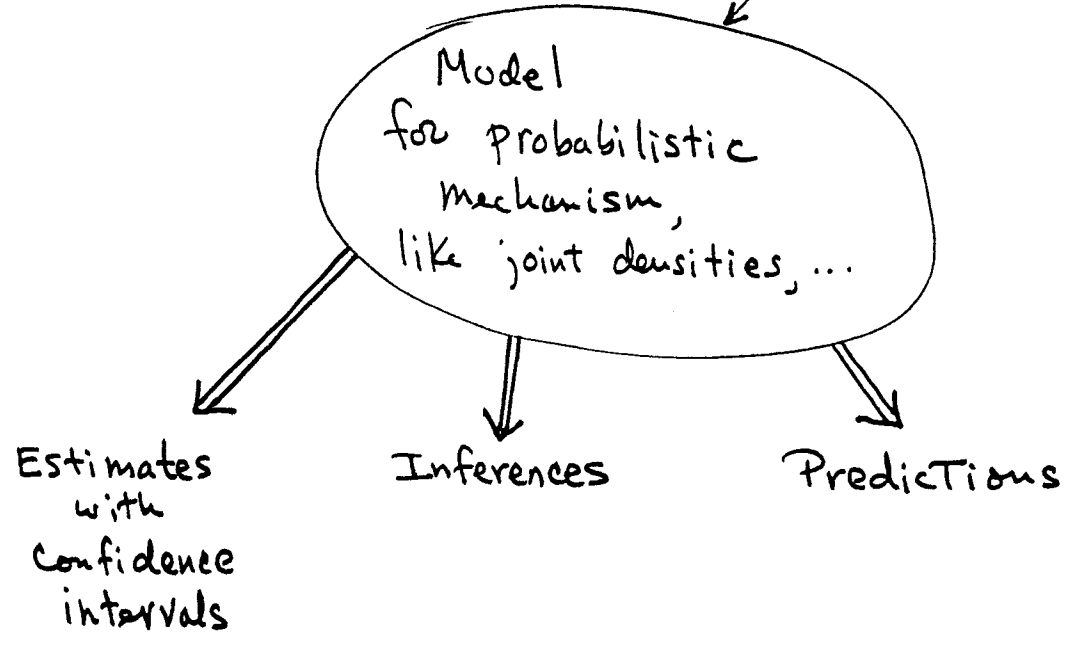 Model
for probabilistic
mechanism,
like joint densities, ...
Estimates
with
confidence
intervals
Inferences
Predictions